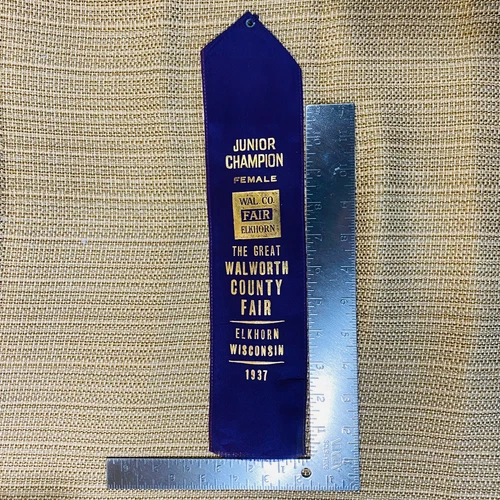 JUNIOR
CHAMPION
FEMALE
WAL. CO.
FAIR
ELKHORN
THE GREAT
WALWORTH
COUNTY
FAIR
ELKHORN
WISCONSIN
1937